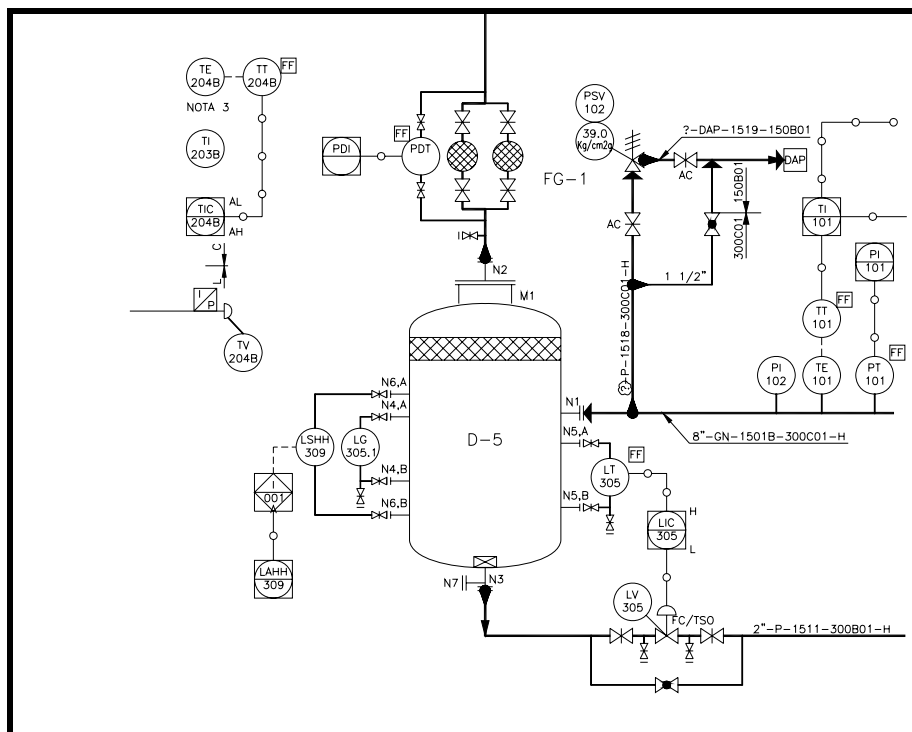 TE
204B
TT
204B
FF
NOTA 3
TI
203B
TIC
204B
AL
AH
C
L
I
P
TV
204B
PDI
FF
PDT
FG-1
PSV
102
39.0
Kg/cm2g
?-DAP-1519-150B01
AC
DAP
AC
150B01
300C01
1 1/2"
?-P-1518-300C01-H
TI
101
PI
101
FF
TT
101
FF
PI
102
TE
101
PT
101
8"-GN-1501B-300C01-H
N2
M1
N6,A
N4,A
N1
N5,A
D-5
LSHH
309
LG
305.1
FF
LT
305
N4,B
N6,B
N5,B
I
001
A
LIC
305
H
L
LAHH
309
N7
N3
LV
305
FC/TSO
2"-P-1511-300B01-H